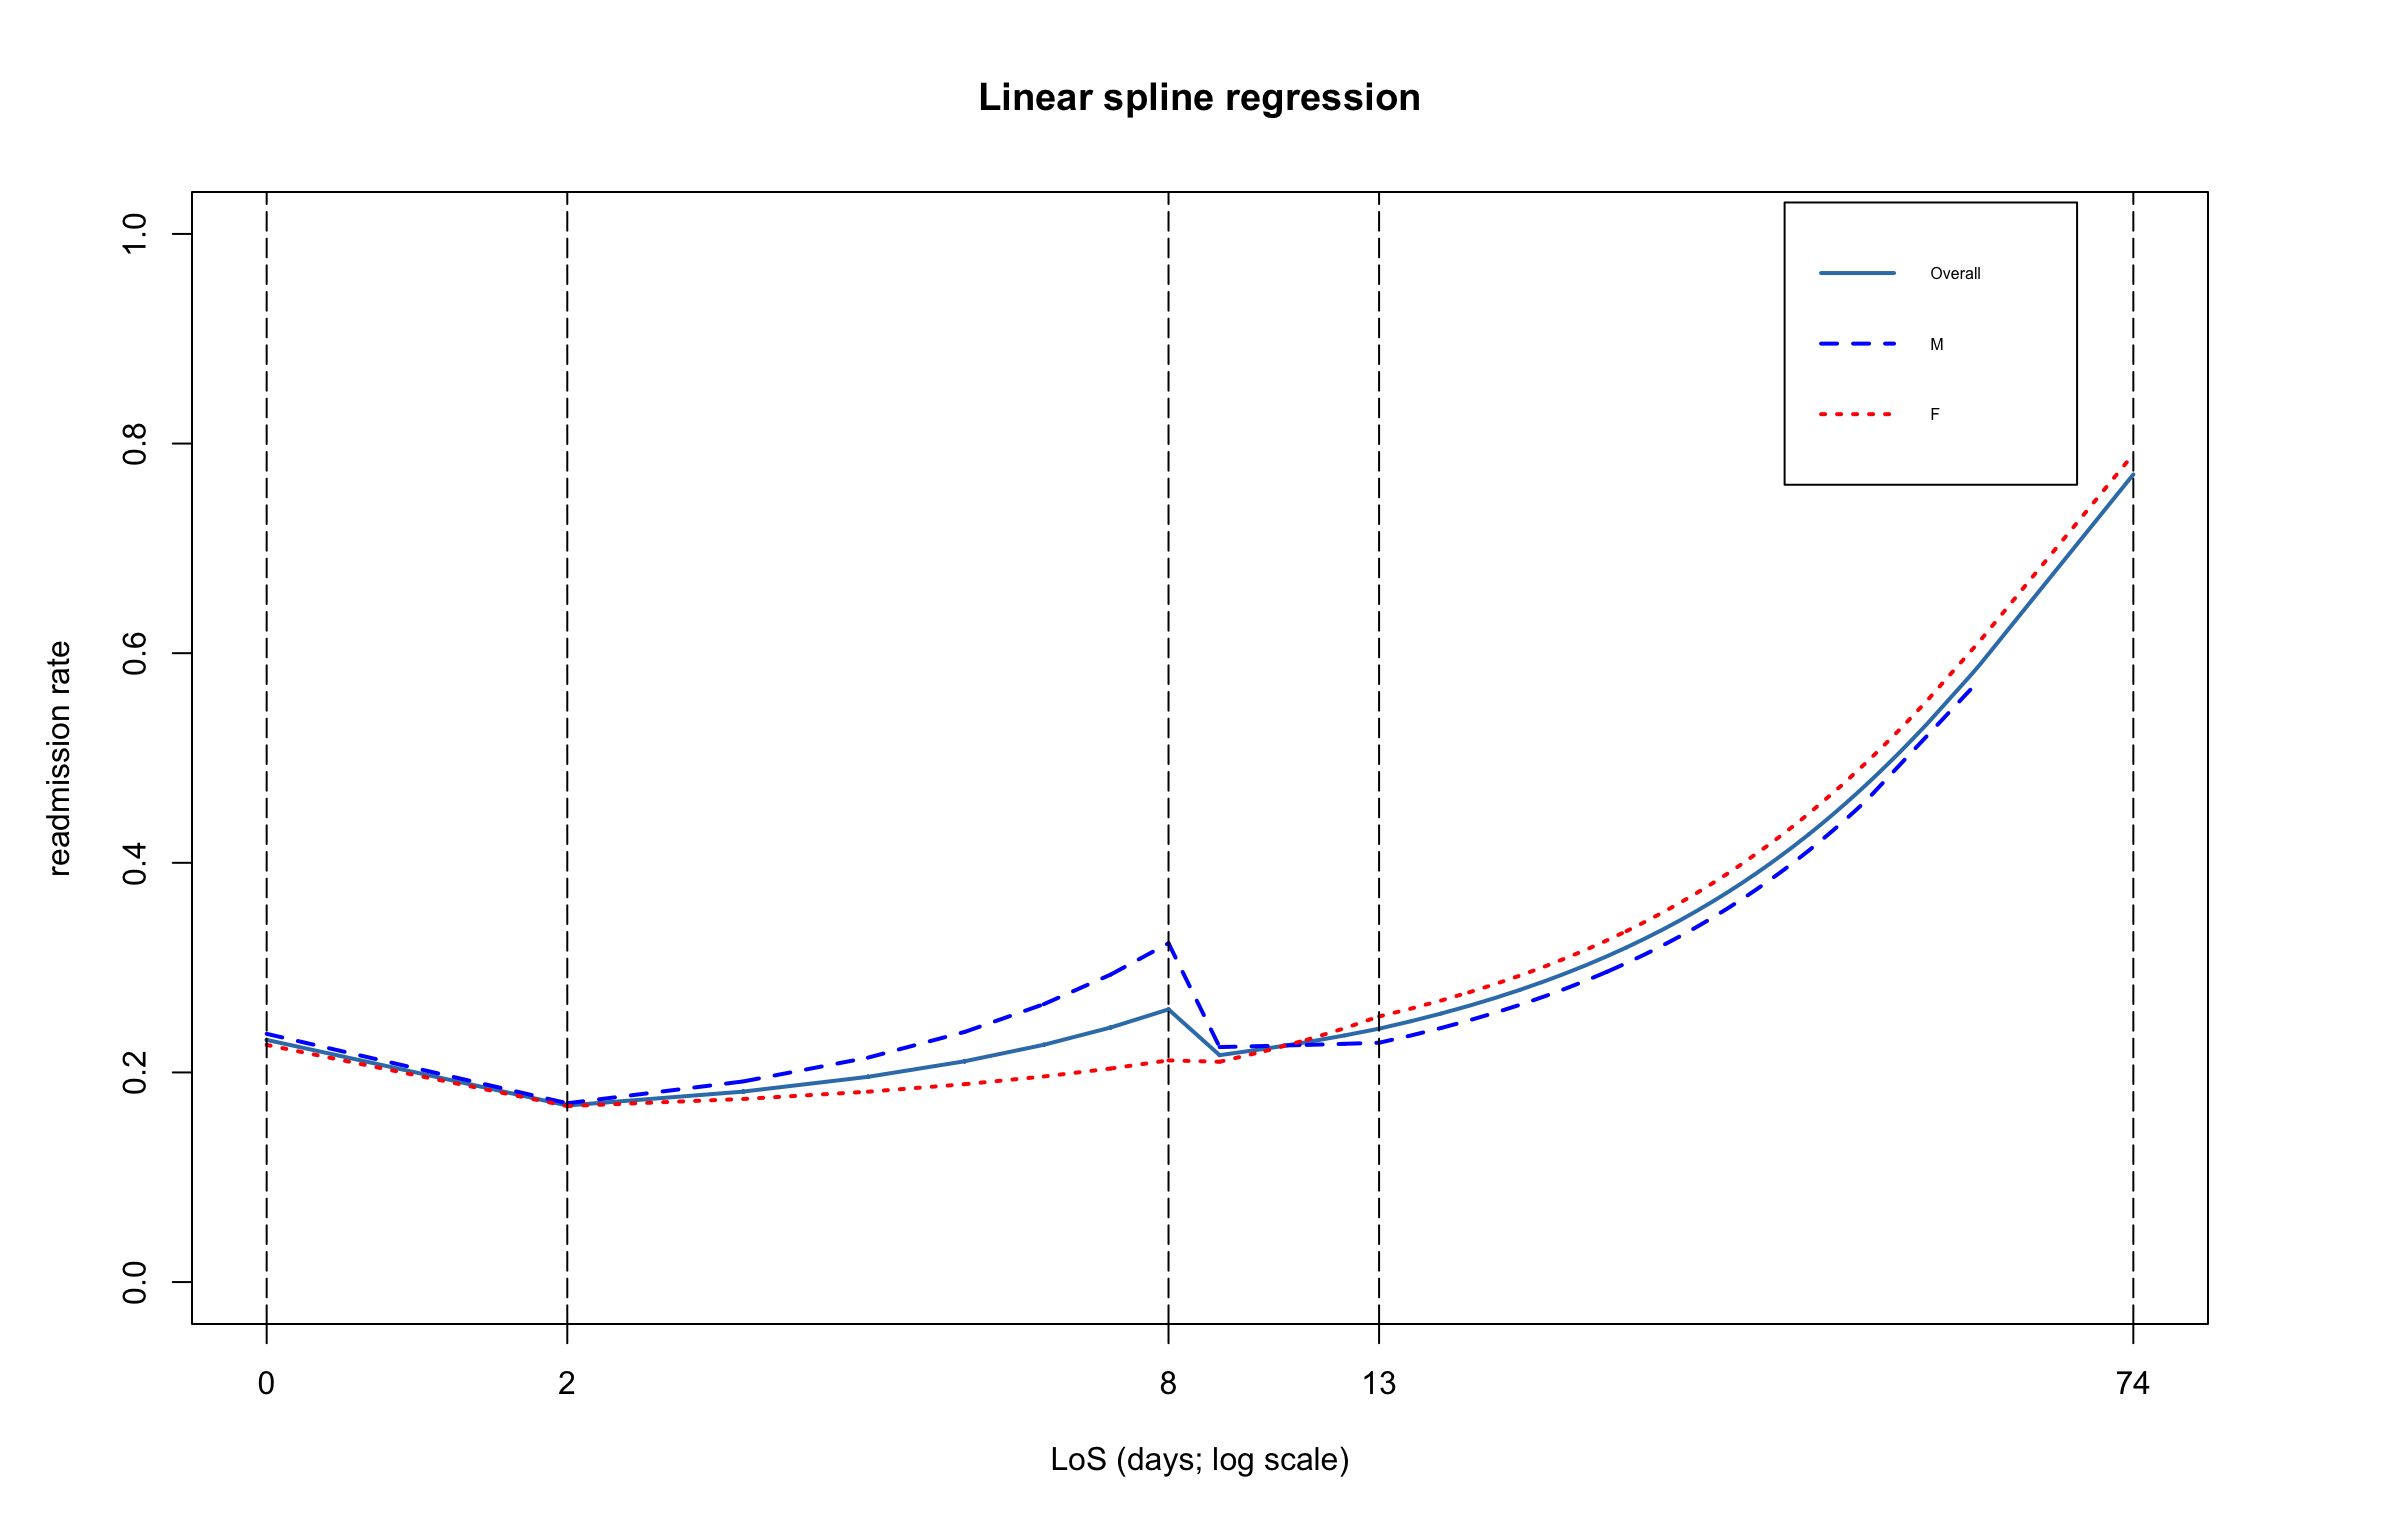 Linear spline regression
1.0
0.8
0.6
0.4
0.2
0.0
readmission rate
Overall
M
F
0 2 8 13 74
LoS (days; log scale)